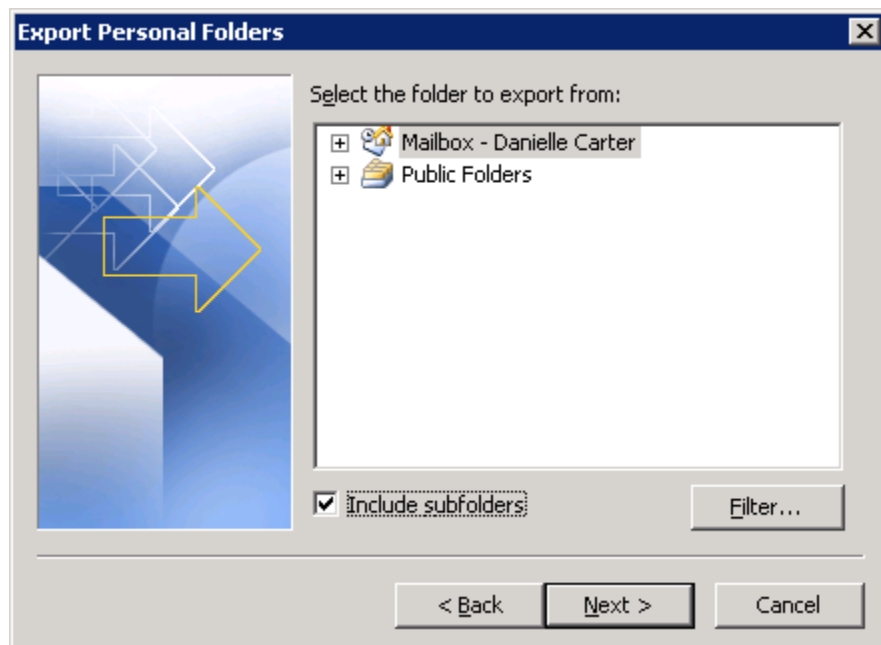 Export Personal Folders
Select the folder to export from:
Mailbox - Danielle Carter
Public Folders
Include subfolders
Filter...
< Back
Next >
Cancel